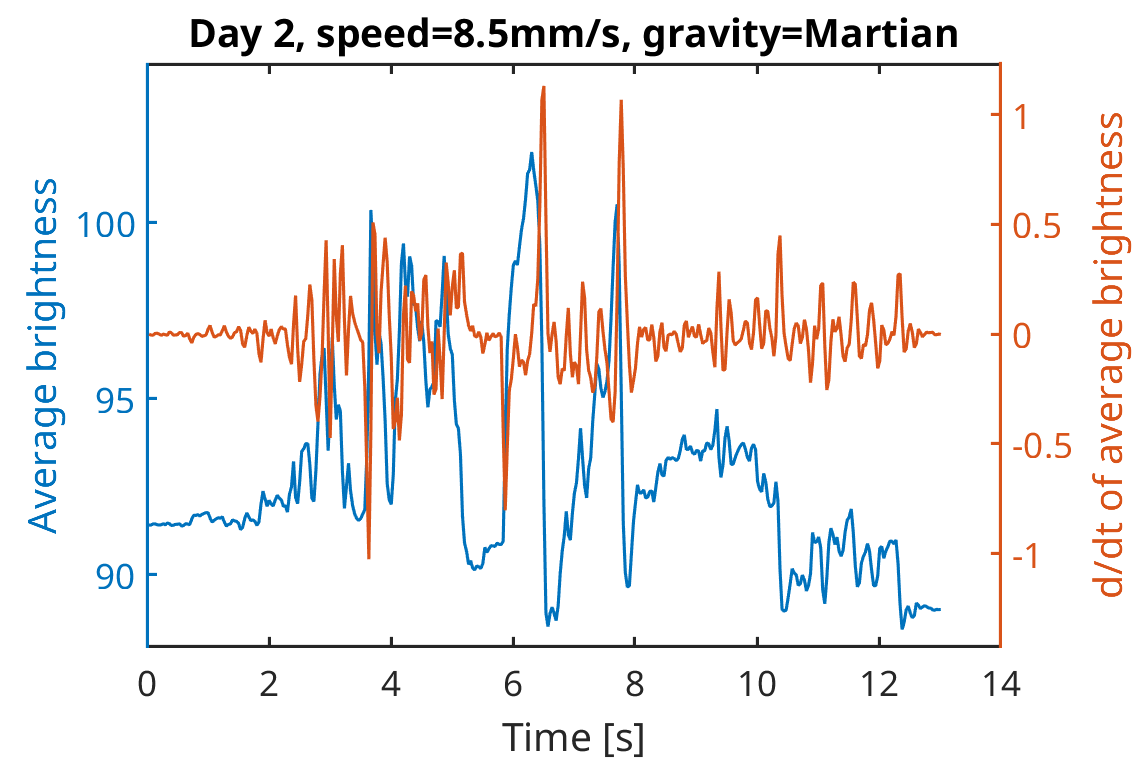 Day 2, speed=8.5mm/s, gravity=Martian
Average brightness
100
95
90
1
0.5
0
-0.5
-1
d/dt of average brightness
0 2 4 6 8 10 12 14
Time [s]